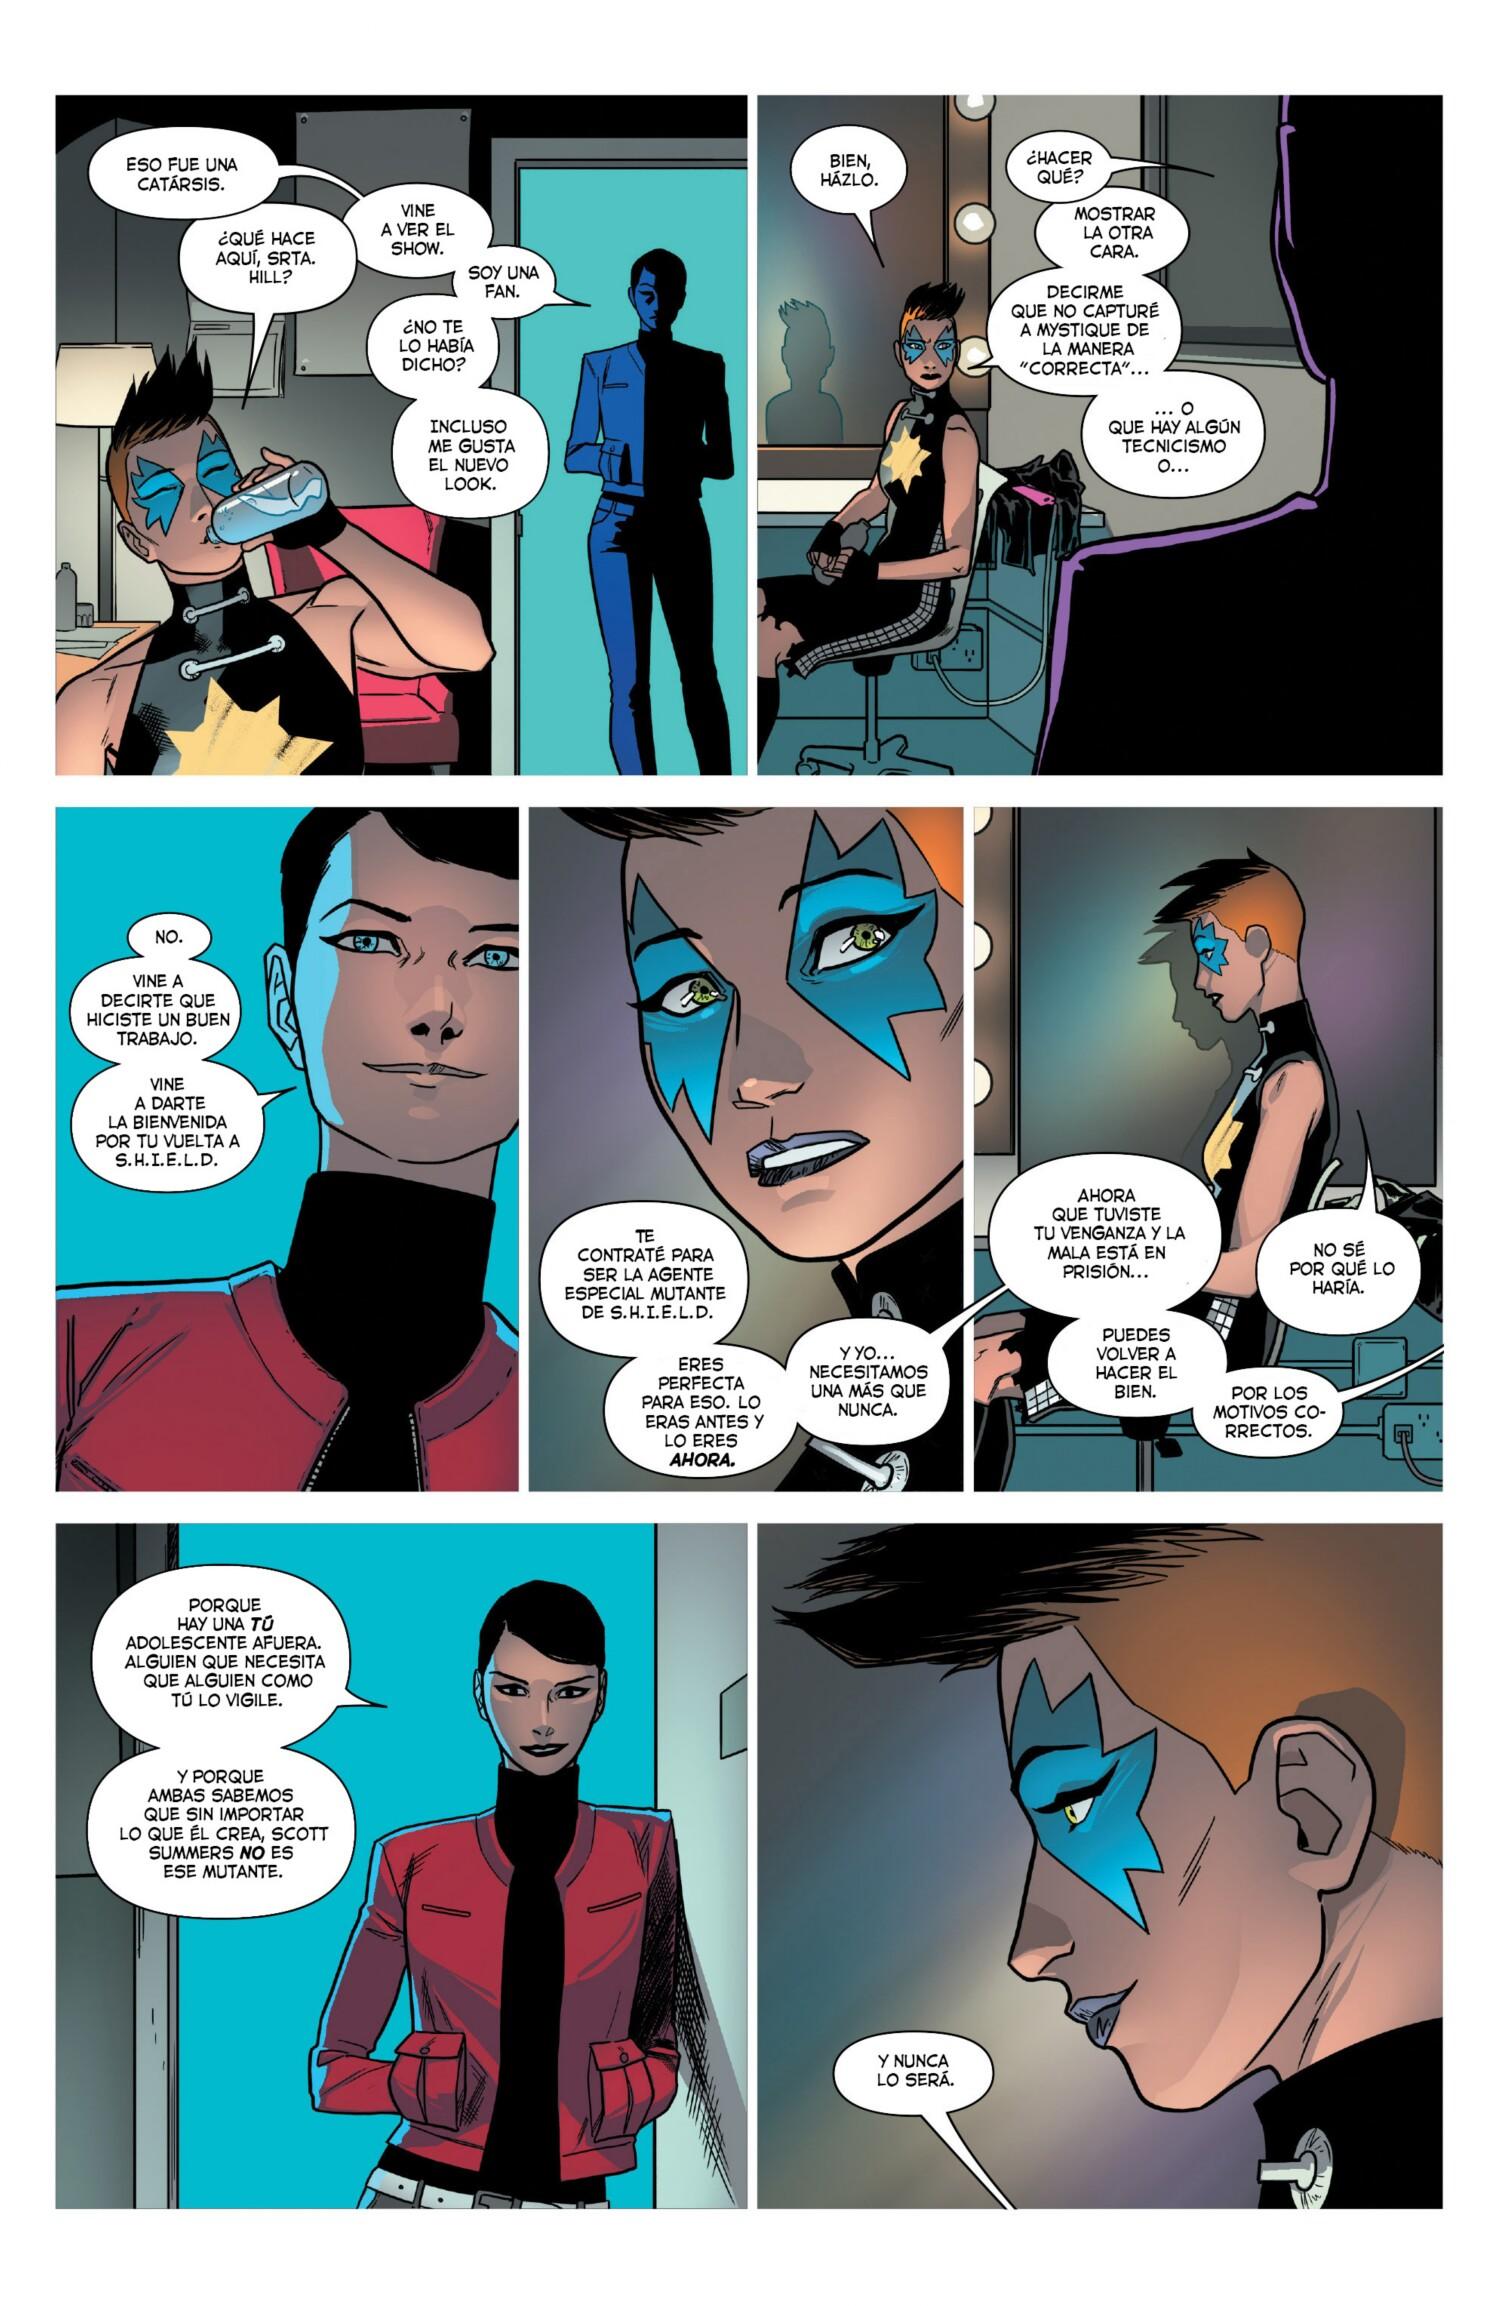 ESO FUE UNA
CATÁRSIS.
¿QUÉ HACE
AQUÍ, SRTA.
HILL?
VINE
A VER EL
SHOW.
SOY UNA
FAN.
¿NO TE
LO HABÍA
DICHO?
INCLUSO
ME GUSTA
EL NUEVO
LOOK.
BIEN,
HÁZLO.
¿HACER
QUÉ?
MOSTRAR
LA OTRA
CARA.
DECIRME
QUE NO CAPTURÉ
A MYSTIQUE DE
LA MANERA
"CORRECTA"...
... O
QUE HAY ALGÚN
TECNICISMO
O...
NO.
VINE A
DECIRTE QUE
HICISTE UN BUEN
TRABAJO.
VINE
A DARTE
LA BIENVENIDA
POR TU VUELTA A
S.H.I.E.L.D.
TE
CONTRATÉ PARA
SER LA AGENTE
ESPECIAL MUTANTE
DE S.H.I.E.L.D.
ERES
PERFECTA
PARA ESO. LO
ERAS ANTES Y
LO ERES
AHORA.
Y YO...
NECESITAMOS
UNA MÁS QUE
NUNCA.
AHORA
QUE TUVISTE
TU VENGANZA Y LA
MALA ESTÁ EN
PRISIÓN...
PUEDES
VOLVER A
HACER EL
BIEN.
NO SÉ
POR QUÉ LO
HARÍA.
POR LOS
MOTIVOS CO-
RRECTOS.
PORQUE
HAY UNA TÚ
ADOLESCENTE AFUERA.
ALGUIEN QUE NECESITA
QUE ALGUIEN COMO
TÚ LO VIGILE.
Y PORQUE
AMBAS SABEMOS
QUE SIN IMPORTAR
LO QUE ÉL CREA, SCOTT
SUMMERS NO ES
ESE MUTANTE.
Y NUNCA
LO SERÁ.